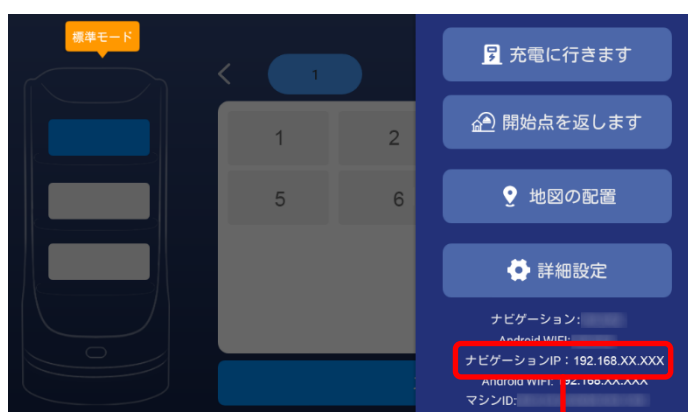 標準モード
1
1
2
5
6
充電に行きます
開始点を返します
地図の配置
詳細設定
ナビゲーション:
Android WIFI:
ナビゲーションIP：192.168.XX.XXX
Android WIFI: 192.168.XX.XXX
マシンID: